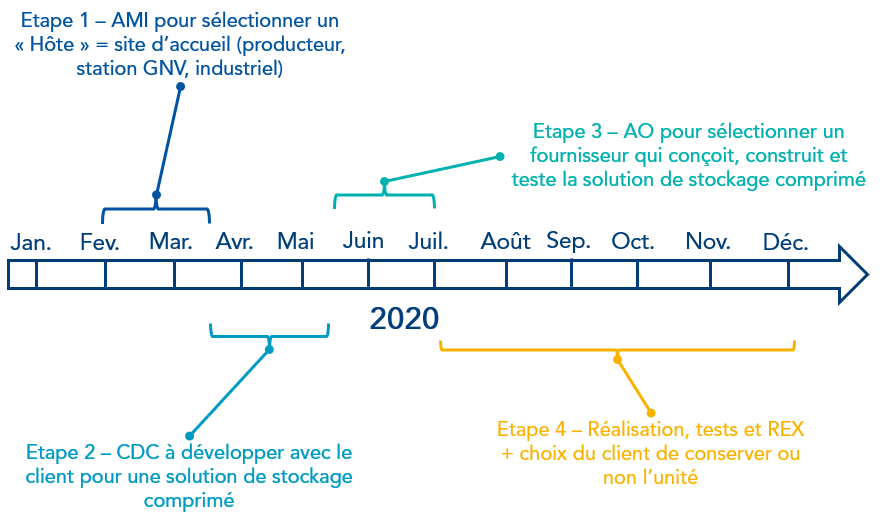 Etape 1 – AMI pour sélectionner un
« Hôte » = site d'accueil (producteur,
station GNV, industriel)
Etape 3 – AO pour sélectionner un
fournisseur qui conçoit, construit et
teste la solution de stockage comprimé
Jan. Fev. Mar. Avr. Mai Juin Juil. Août Sep. Oct. Nov. Déc.
2020
Etape 2 – CDC à développer avec le
client pour une solution de stockage
comprimé
Etape 4 – Réalisation, tests et REX
+ choix du client de conserver ou
non l'unité